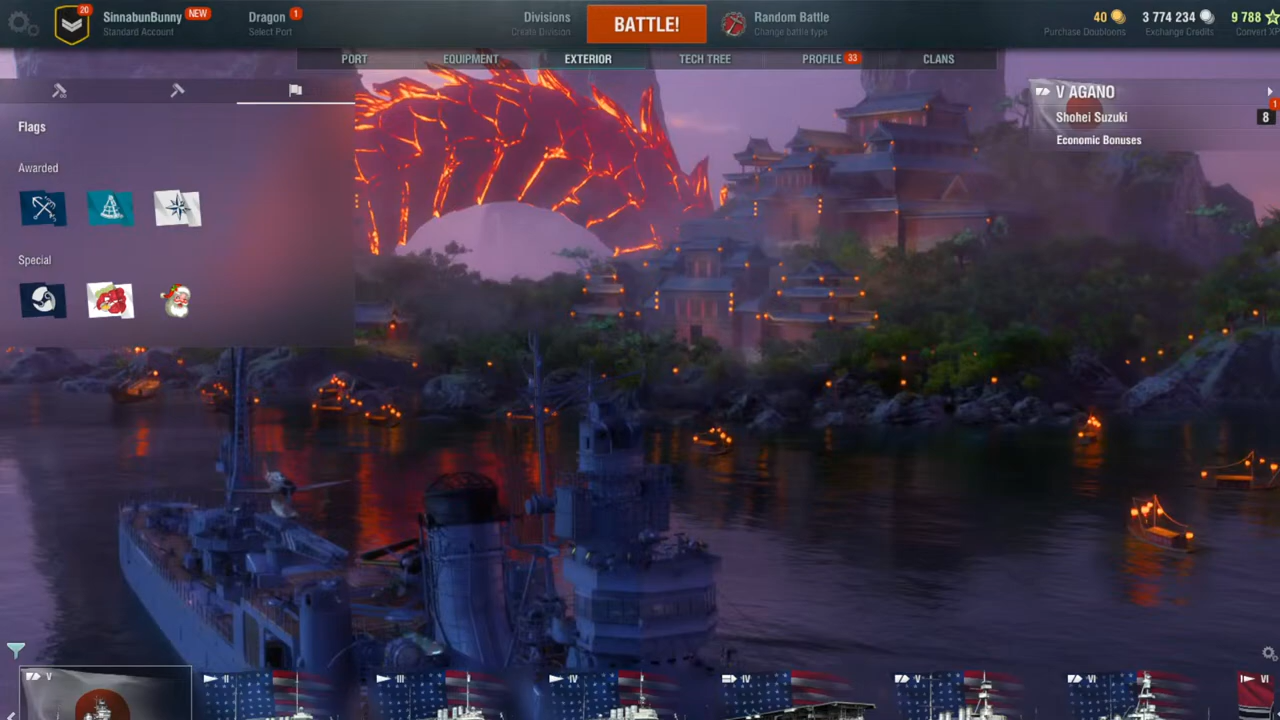 20
SinnabunBunny NEW
Standard Account
Dragon 1
Select Port
Divisions
Create Division
BATTLE!
Random Battle
Change battle type
40
Purchase Doubloons
3 774 234
Exchange Credits
9 788
Convert XP
PORT
EQUIPMENT
EXTERIOR
TECH TREE
PROFILE 33
CLANS
Flags
Awarded
Special
V AGANO
Shohei Suzuki
8
1
Economic Bonuses
V
II
III
IV
IV
V
VI
VI